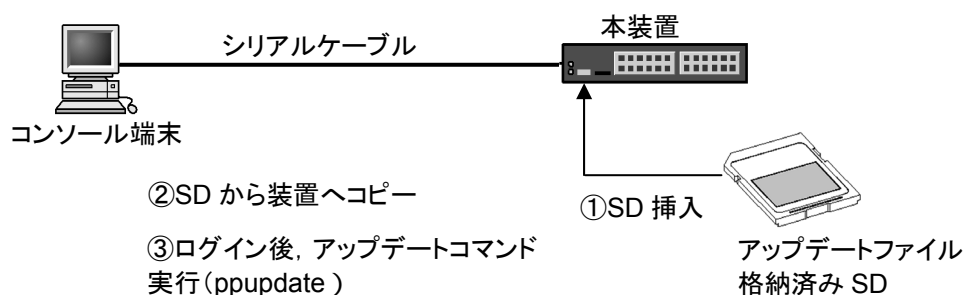 シリアルケーブル
本装置
コンソール端末
②SD から装置へコピー
①SD 挿入
③ログイン後，アップデートコマンド
実行（ppupdate ）
アップデートファイル
格納済み SD